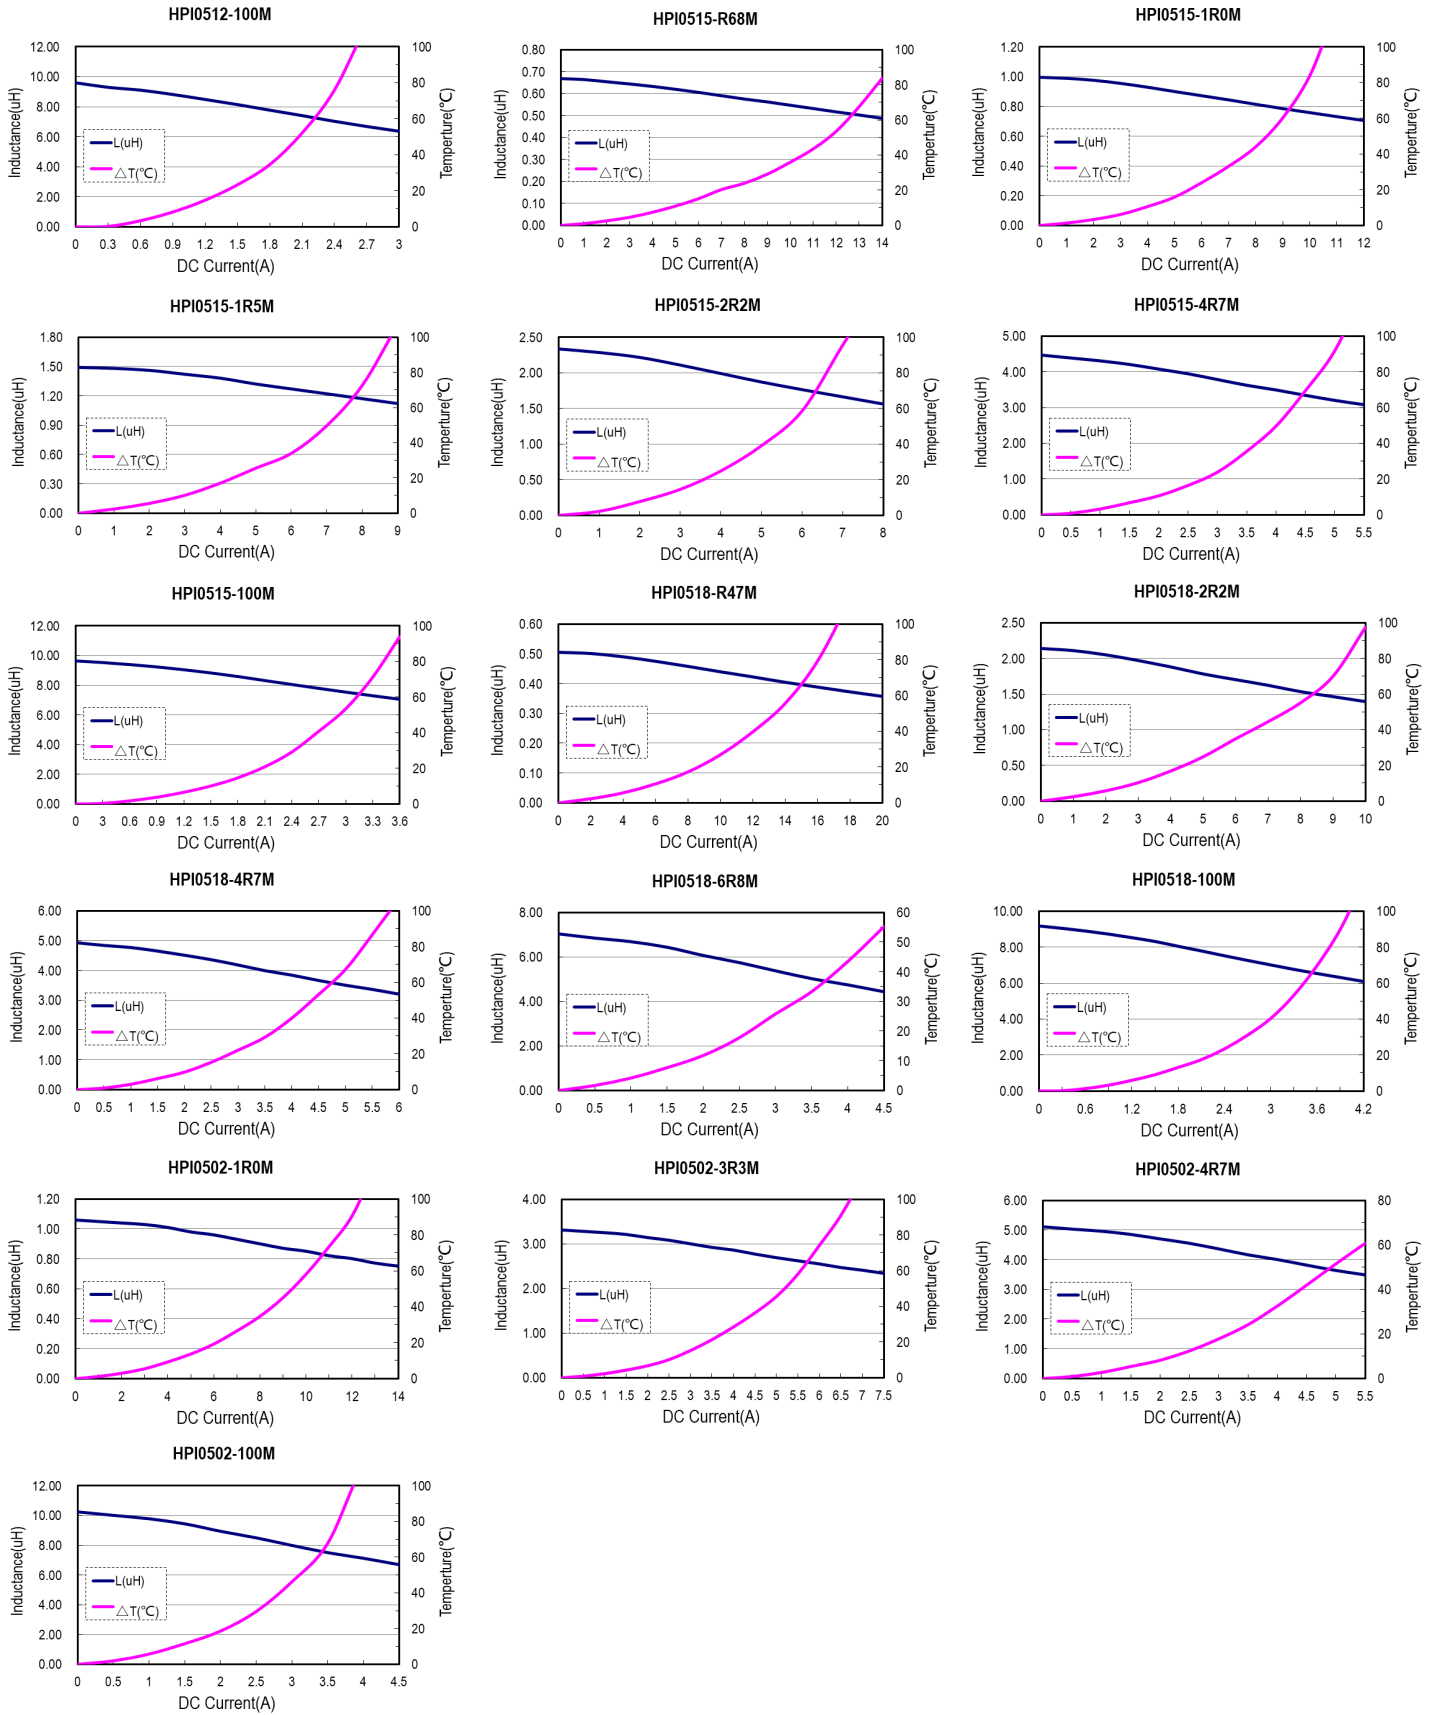 HPI0512-100M
12.00
10.00
8.00
6.00
4.00
2.00
0.00
100
80
60
40
20
0
Inductance(uH)
Temperture(℃)
L(uH)
△T(℃)
0 0.3 0.6 0.9 1.2 1.5 1.8 2.1 2.4 2.7 3
DC Current(A)
HPI0515-R68M
0.80
0.70
0.60
0.50
0.40
0.30
0.20
0.10
0.00
100
80
60
40
20
0
Inductance(uH)
Temperture(℃)
L(uH)
△T(℃)
0 1 2 3 4 5 6 7 8 9 10 11 12 13 14
DC Current(A)
HPI0515-1R0M
1.20
1.00
0.80
0.60
0.40
0.20
0.00
100
80
60
40
20
0
Inductance(uH)
Temperture(℃)
L(uH)
△T(℃)
0 1 2 3 4 5 6 7 8 9 10 11 12
DC Current(A)
HPI0515-1R5M
1.80
1.50
1.20
0.90
0.60
0.30
0.00
100
80
60
40
20
0
Inductance(uH)
Temperture(℃)
L(uH)
△T(℃)
0 1 2 3 4 5 6 7 8 9
DC Current(A)
HPI0515-2R2M
2.50
2.00
1.50
1.00
0.50
0.00
100
80
60
40
20
0
Inductance(uH)
Temperture(℃)
L(uH)
△T(℃)
0 1 2 3 4 5 6 7 8
DC Current(A)
HPI0515-4R7M
5.00
4.00
3.00
2.00
1.00
0.00
100
80
60
40
20
0
Inductance(uH)
Temperture(℃)
L(uH)
△T(℃)
0 0.5 1 1.5 2 2.5 3 3.5 4 4.5 5 5.5
DC Current(A)
HPI0515-100M
12.00
10.00
8.00
6.00
4.00
2.00
0.00
100
80
60
40
20
0
Inductance(uH)
Temperture(℃)
L(uH)
△T(℃)
0 3 0.6 0.9 1.2 1.5 1.8 2.1 2.4 2.7 3 3.3 3.6
DC Current(A)
HPI0518-R47M
0.60
0.50
0.40
0.30
0.20
0.10
0.00
100
80
60
40
20
0
Inductance(uH)
Temperture(℃)
L(uH)
△T(℃)
0 2 4 6 8 10 12 14 16 18 20
DC Current(A)
HPI0518-2R2M
2.50
2.00
1.50
1.00
0.50
0.00
100
80
60
40
20
0
Inductance(uH)
Temperture(℃)
L(uH)
△T(℃)
0 1 2 3 4 5 6 7 8 9 10
DC Current(A)
HPI0518-4R7M
6.00
5.00
4.00
3.00
2.00
1.00
0.00
100
80
60
40
20
0
Inductance(uH)
Temperture(℃)
L(uH)
△T(℃)
0 0.5 1 1.5 2 2.5 3 3.5 4 4.5 5 5.5 6
DC Current(A)
HPI0518-6R8M
8.00
6.00
4.00
2.00
0.00
60
50
40
30
20
10
0
Inductance(uH)
Temperture(℃)
L(uH)
△T(℃)
0 0.5 1 1.5 2 2.5 3 3.5 4 4.5
DC Current(A)
HPI0518-100M
10.00
8.00
6.00
4.00
2.00
0.00
100
80
60
40
20
0
Inductance(uH)
Temperture(℃)
L(uH)
△T(℃)
0 0.6 1.2 1.8 2.4 3 3.6 4.2
DC Current(A)
HPI0502-1R0M
1.20
1.00
0.80
0.60
0.40
0.20
0.00
100
80
60
40
20
0
Inductance(uH)
Temperture(℃)
L(uH)
△T(℃)
0 2 4 6 8 10 12 14
DC Current(A)
HPI0502-3R3M
4.00
3.00
2.00
1.00
0.00
100
80
60
40
20
0
Inductance(uH)
Temperture(℃)
L(uH)
△T(℃)
0 0.5 1 1.5 2 2.5 3 3.5 4 4.5 5 5.5 6 6.5 7 7.5
DC Current(A)
HPI0502-4R7M
6.00
5.00
4.00
3.00
2.00
1.00
0.00
80
60
40
20
0
Inductance(uH)
Temperture(℃)
L(uH)
△T(℃)
0 0.5 1 1.5 2 2.5 3 3.5 4 4.5 5 5.5
DC Current(A)
HPI0502-100M
12.00
10.00
8.00
6.00
4.00
2.00
0.00
100
80
60
40
20
0
Inductance(uH)
Temperture(℃)
L(uH)
△T(℃)
0 0.5 1 1.5 2 2.5 3 3.5 4 4.5
DC Current(A)